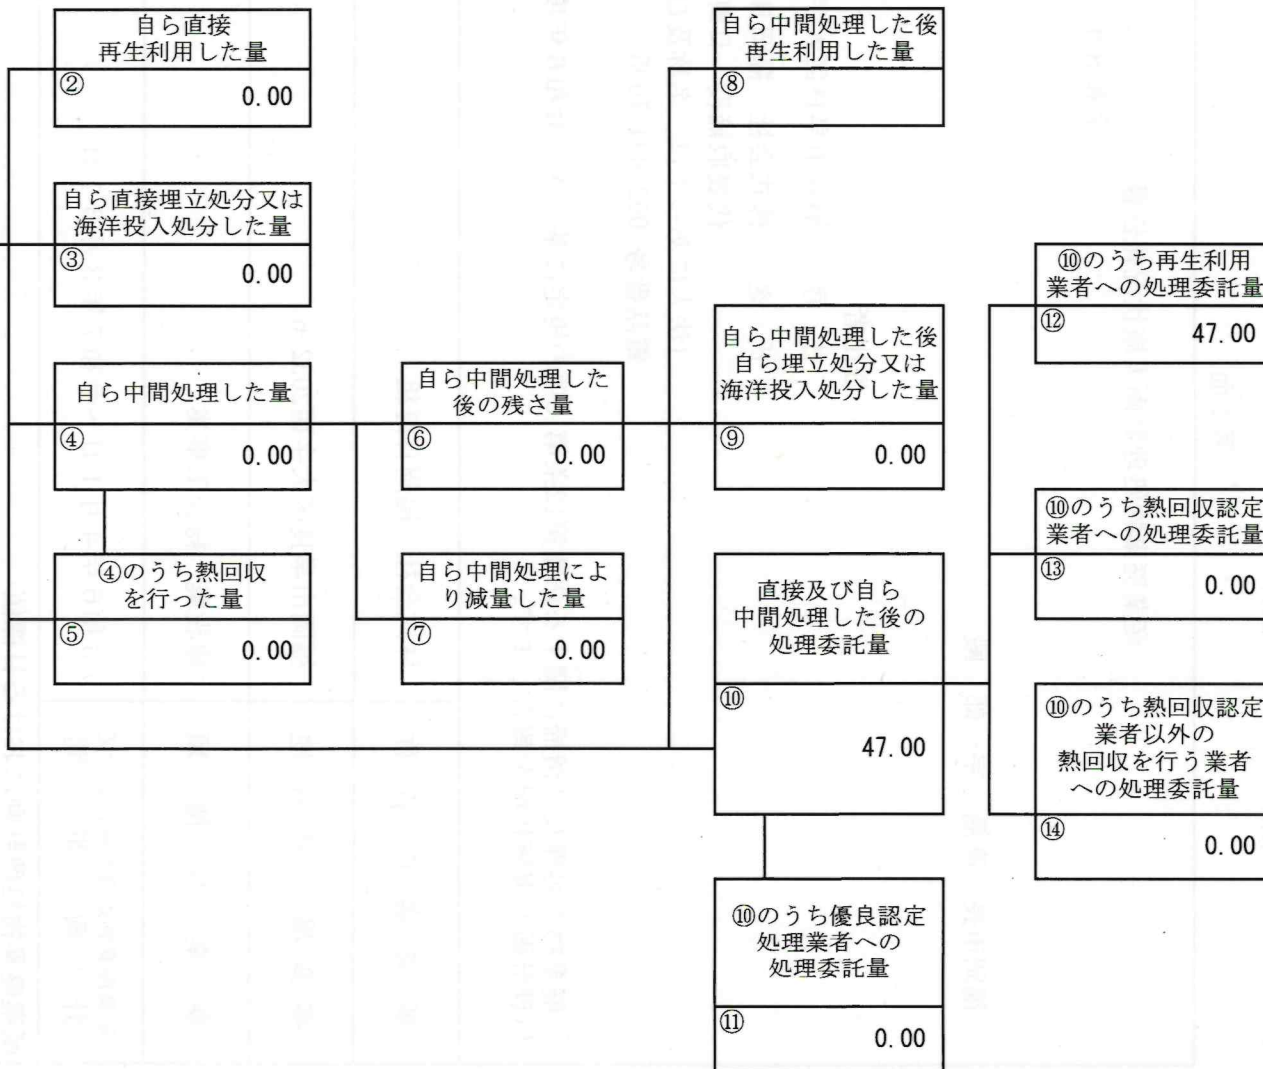 自ら直接
再生利用した量
②
0.00
自ら直接埋立処分又は
海洋投入処分した量
③
0.00
自ら中間処理した量
④
0.00
④のうち熱回収
を行った量
⑤
0.00
自ら中間処理した
後の残さ量
⑥
0.00
自ら中間処理によ
り減量した量
⑦
0.00
自ら中間処理した後
再生利用した量
⑧
自ら中間処理した後
自ら埋立処分又は
海洋投入処分した量
⑨
0.00
直接及び自ら
中間処理した後の
処理委託量
⑩
47.00
⑩のうち優良認定
処理業者への
処理委託量
⑪
0.00
⑩のうち再生利用
業者への処理委託量
⑫
47.00
⑩のうち熱回収認定
業者への処理委託量
⑬
0.00
⑩のうち熱回収認定
業者以外の
熱回収を行う業者
への処理委託量
⑭
0.00